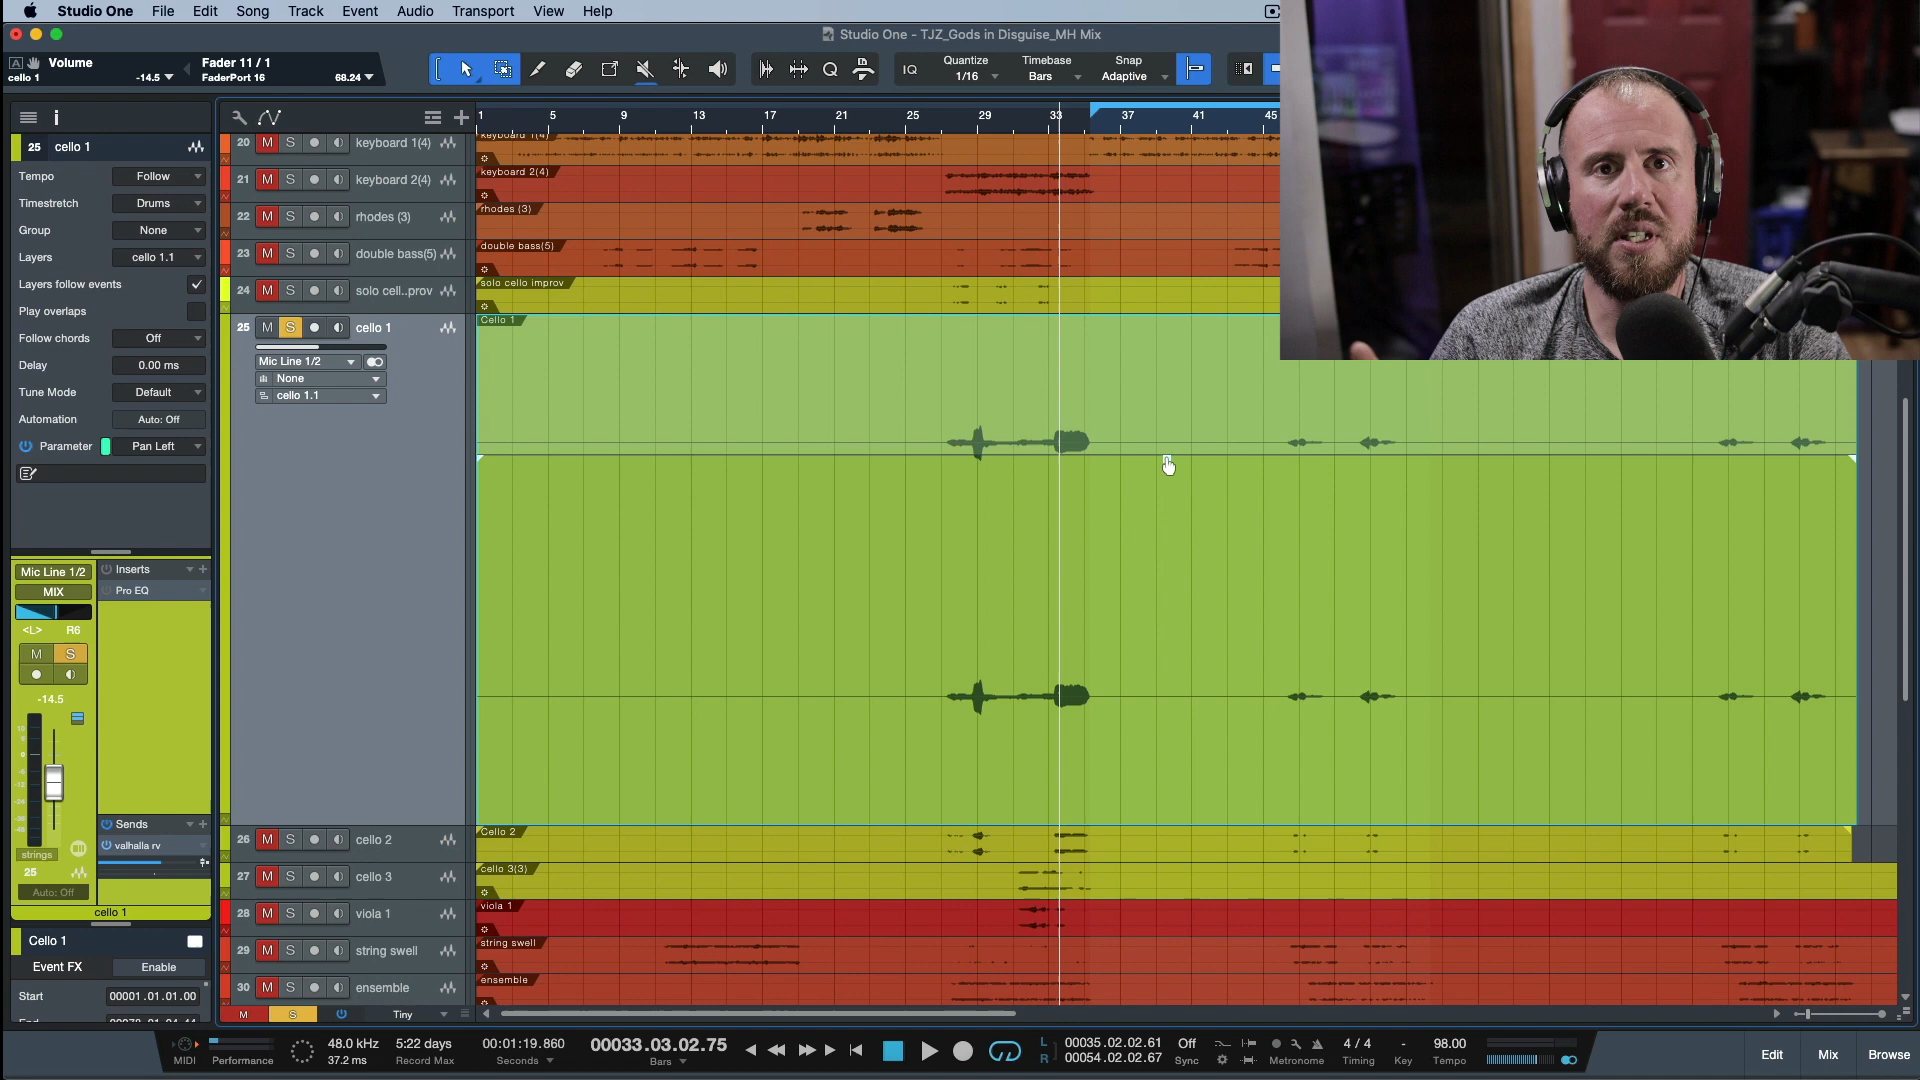 Studio One File Edit Song Track Event Audio Transport View Help
Studio One - TJZ_Gods in Disguise_MH Mix
A Volume
cello 1 -14.5
Fader 11 / 1
FaderPort 16 68.24
IQ
Quantize
1/16
Timebase
Bars
Snap
Adaptive
1 5 9 13 17 21 25 29 33 37 41 45
25 cello 1
Tempo Follow
Timestretch Drums
Group None
Layers cello 1.1
Layers follow events
Play overlaps
Follow chords Off
Delay 0.00 ms
Tune Mode Default
Automation Auto: Off
Parameter Pan Left
20 M S keyboard 1(4) keyboard 1(4)
21 M S keyboard 2(4) keyboard 2(4)
22 M S rhodes (3) rhodes (3)
23 M S double bass(5) double bass(5)
24 M S solo cell..prov solo cello improv
25 M S cello 1 Cello 1
Mic Line 1/2
None
cello 1.1
26 M S cello 2 Cello 2
27 M S cello 3 cello 3(3)
28 M S viola 1 viola 1
29 M S string swell string swell
30 M S ensemble ensemble
M S Tiny
Mic Line 1/2 Inserts
MIX Pro EQ
<L> R6
M S
-14.5
Sends
valhalla rv
strings
25
Auto: Off
cello 1
Cello 1
Event FX Enable
Start 00001.01.01.00
MIDI Performance
48.0 kHz
37.2 ms
5:22 days
Record Max
00:01:19.860
Seconds
00033.03.02.75
Bars
L 00035.02.02.61
R 00054.02.02.67
Off
Sync
Metronome
4 / 4
Timing
-
Key
98.00
Tempo
Edit Mix Browse